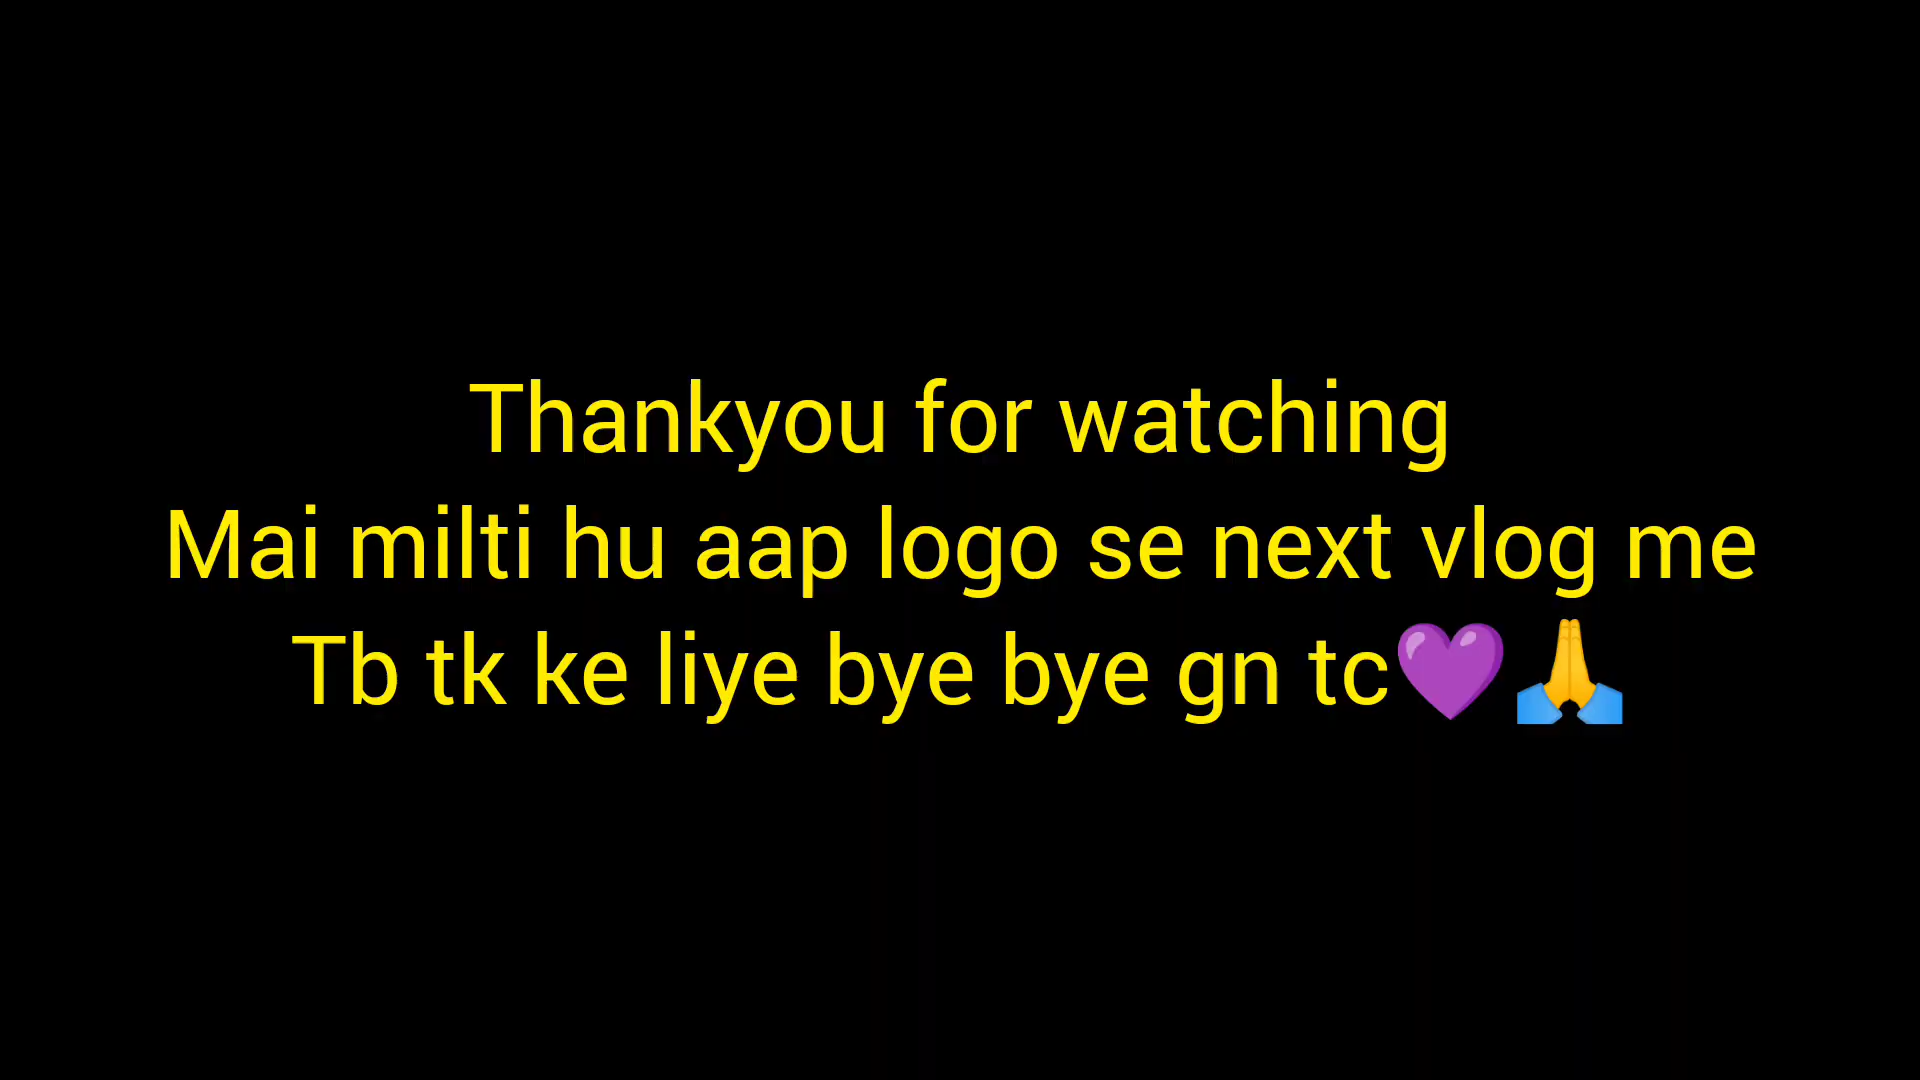 Thankyou for watching
Mai milti hu aap logo se next vlog me
Tb tk ke liye bye bye gn tc💜🙏